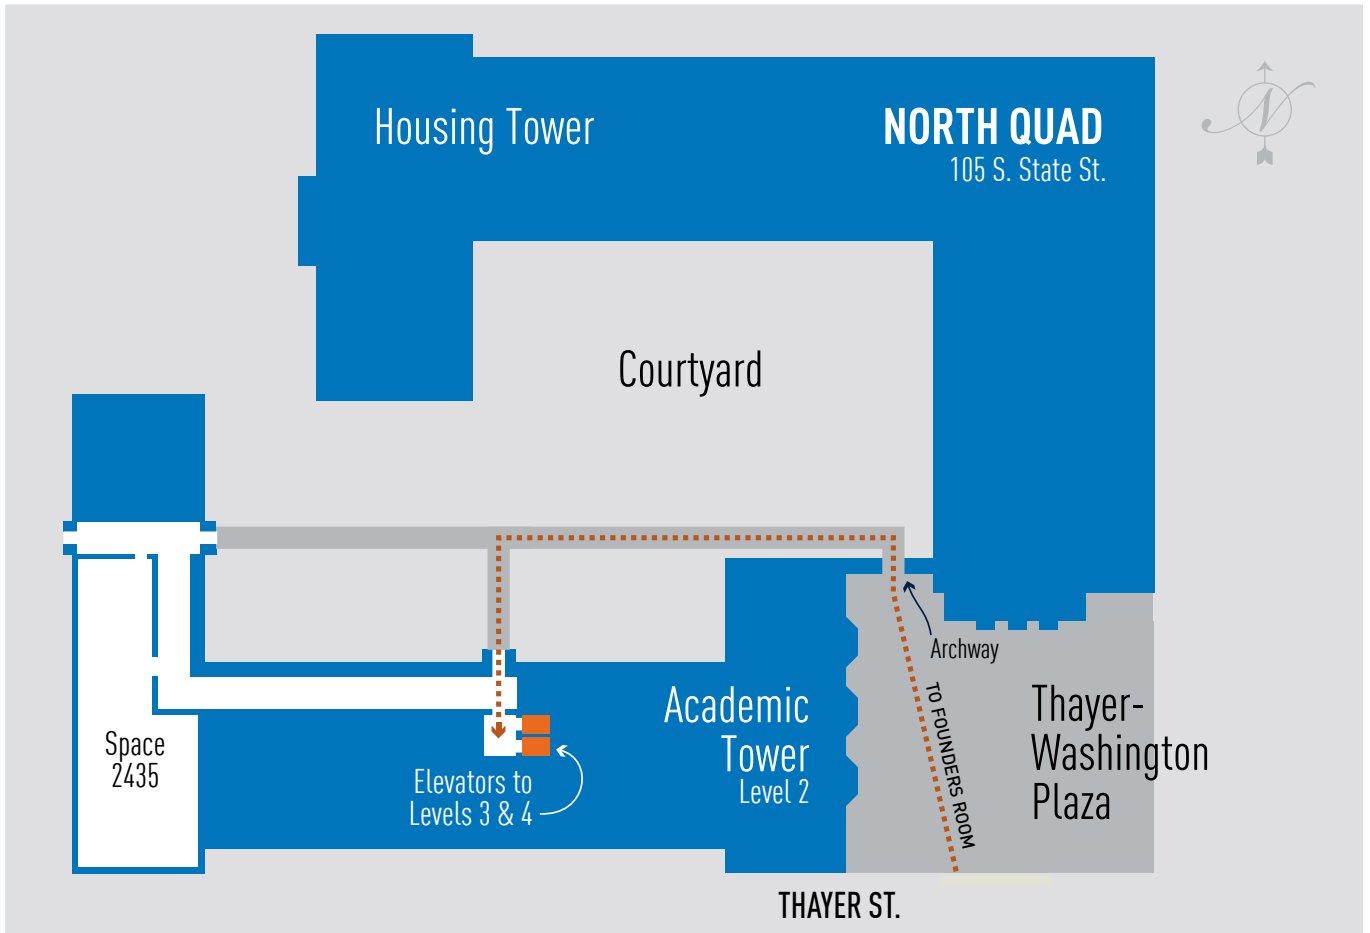 Housing Tower
NORTH QUAD
105 S. State St.
N
Courtyard
Archway
TO FOUNDERS ROOM
Thayer-
Washington
Plaza
Academic
Tower
Level 2
Space
2435
Elevators to
Levels 3 & 4
THAYER ST.